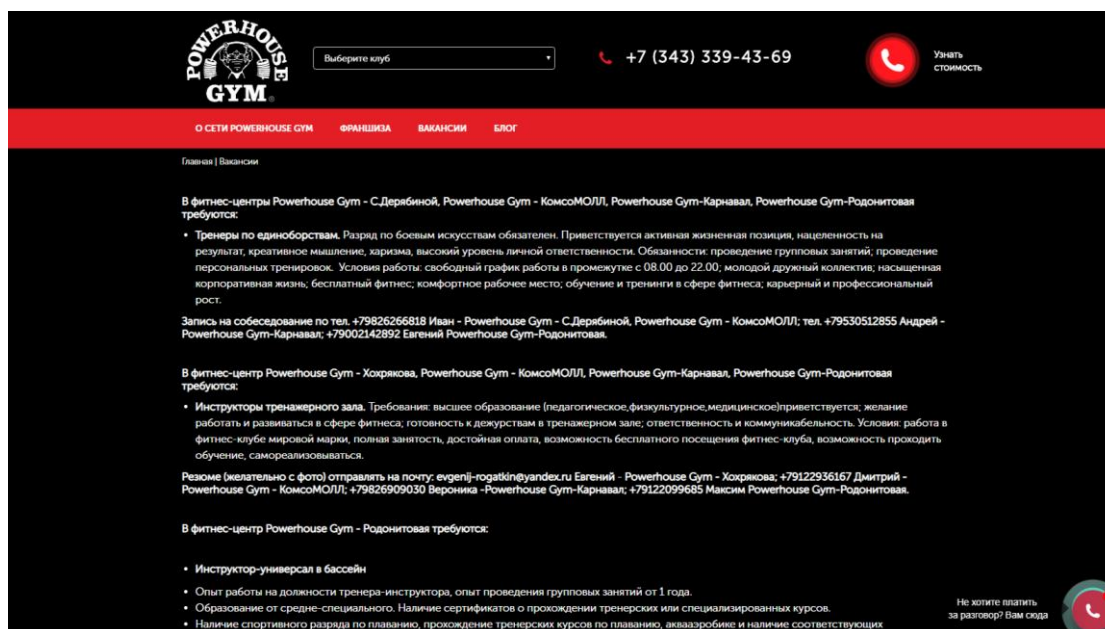 POWERHOUSE
GYM
Выберите клуб
+7 (343) 339-43-69
Узнать
стоимость
О СЕТИ POWERHOUSE GYM
ФРАНШИЗА
ВАКАНСИИ
БЛОГ
Главная | Вакансии
В фитнес-центры Powerhouse Gym - С.Дерябиной, Powerhouse Gym - КомсоМОЛЛ, Powerhouse Gym-Карнавал, Powerhouse Gym-Родонитовая
требуются:
• Тренеры по единоборствам. Разряд по боевым искусствам обязателен. Приветствуется активная жизненная позиция, нацеленность на
результат, креативное мышление, харизма, высокий уровень личной ответственности. Обязанности: проведение групповых занятий; проведение
персональных тренировок. Условия работы: свободный график работы в промежутке с 08.00 до 22.00; молодой дружный коллектив; насыщенная
корпоративная жизнь; бесплатный фитнес; комфортное рабочее место; обучение и тренинги в сфере фитнеса; карьерный и профессиональный
рост.
Запись на собеседование по тел. +79826266818 Иван - Powerhouse Gym - С.Дерябиной, Powerhouse Gym - КомсоМОЛЛ; тел. +79530512855 Андрей -
Powerhouse Gym-Карнавал; +79002142892 Евгений Powerhouse Gym-Родонитовая.
В фитнес-центр Powerhouse Gym - Хохрякова, Powerhouse Gym - КомсоМОЛЛ, Powerhouse Gym-Карнавал, Powerhouse Gym-Родонитовая
требуются:
• Инструкторы тренажерного зала. Требования: высшее образование (педагогическое,физкультурное,медицинское)приветствуется; желание
работать и развиваться в сфере фитнеса; готовность к дежурствам в тренажерном зале; ответственность и коммуникабельность. Условия: работа в
фитнес-клубе мировой марки, полная занятость, достойная оплата, возможность бесплатного посещения фитнес-клуба, возможность проходить
обучение, самореализовываться.
Резюме (желательно с фото) отправлять на почту: evgenij-rogatkin@yandex.ru Евгений - Powerhouse Gym - Хохрякова; +79122936167 Дмитрий -
Powerhouse Gym - КомсоМОЛЛ; +79826909030 Вероника -Powerhouse Gym-Карнавал; +79122099685 Максим Powerhouse Gym-Родонитовая.
В фитнес-центр Powerhouse Gym - Родонитовая требуются:
• Инструктор-универсал в бассейн
• Опыт работы на должности тренера-инструктора, опыт проведения групповых занятий от 1 года.
• Образование от средне-специального. Наличие сертификатов о прохождении тренерских или специализированных курсов.
• Наличие спортивного разряда по плаванию, прохождение тренерских курсов по плаванию, аквааэробике и наличие соответствующих
Не хотите платить
за разговор? Вам сюда